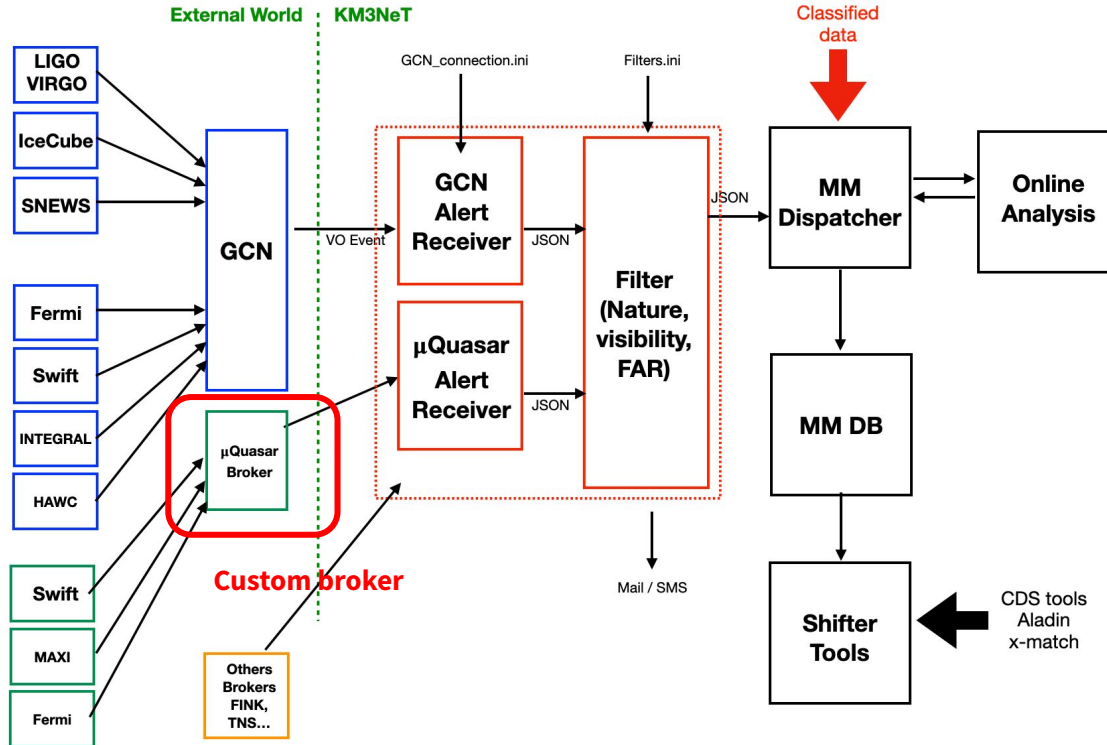 External World
KM3NeT
Classified
data
LIGO
VIRGO
IceCube
SNEWS
Fermi
Swift
INTEGRAL
HAWC
GCN
μQuasar
Broker
Swift
MAXI
Fermi
Custom broker
Others
Brokers
FINK,
TNS...
GCN_connection.ini
Filters.ini
VO Event
GCN
Alert
Receiver
JSON
μQuasar
Alert
Receiver
JSON
Filter
(Nature,
visibility,
FAR)
JSON
Mail / SMS
MM
Dispatcher
Online
Analysis
MM DB
Shifter
Tools
CDS tools
Aladin
x-match